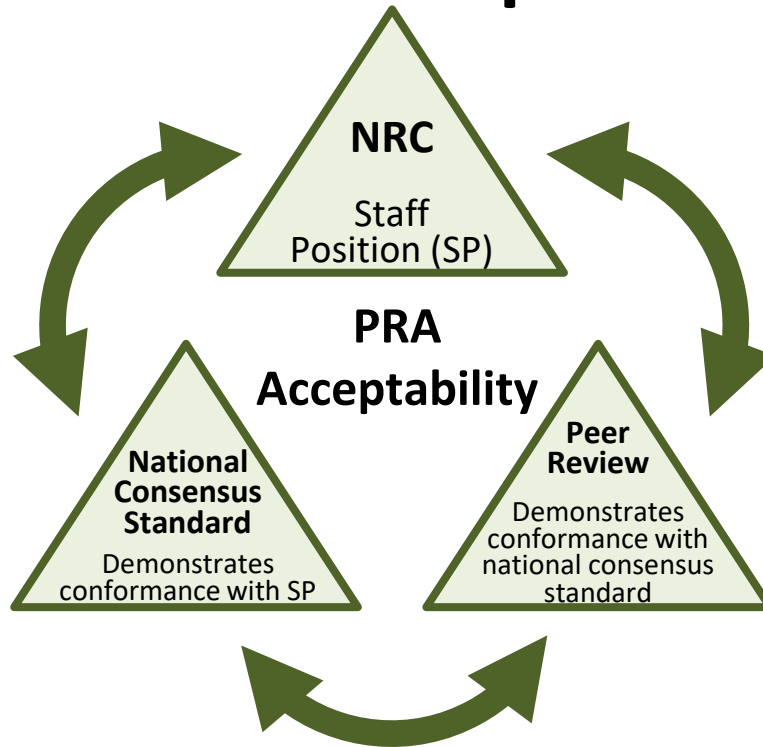 NRC
Staff
Position (SP)
PRA
Acceptability
National
Consensus
Standard
Demonstrates
conformance with SP
Peer
Review
Demonstrates
conformance with
national consensus
standard